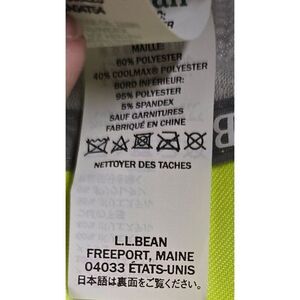 MAILLE:
60% POLYESTER
40% COOLMAX® POLYESTER
BORD INFÉRIEUR:
95% POLYESTER
5% SPANDEX
SAUF GARNITURES
FABRIQUÉ EN CHINE
NETTOYER DES TACHES
L.L.BEAN
FREEPORT, MAINE
04033 ÉTATS-UNIS
日本語は裏面をご覧ください。
B